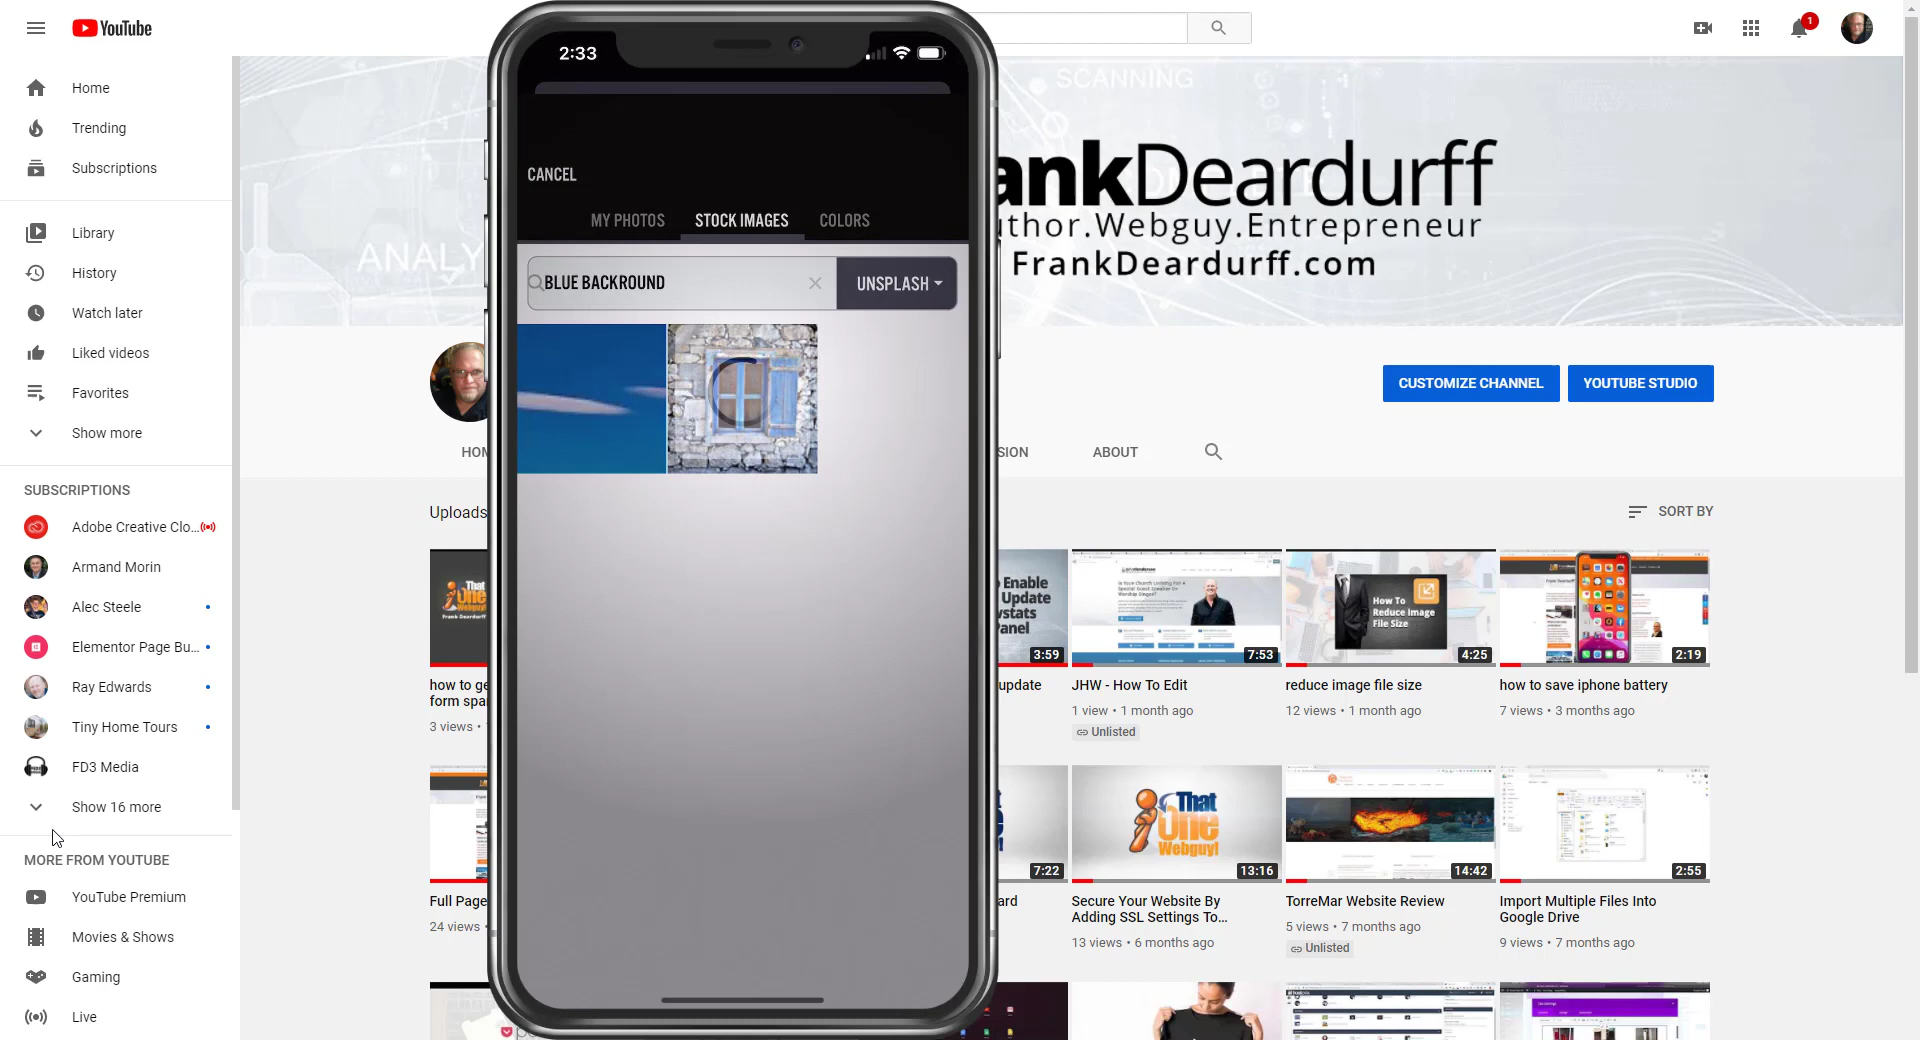 YouTube
1
Home
Trending
Subscriptions
Library
History
Watch later
Liked videos
Favorites
Show more
SUBSCRIPTIONS
Adobe Creative Clo...
Armand Morin
Alec Steele
Elementor Page Bu...
Ray Edwards
Tiny Home Tours
FD3 Media
Show 16 more
MORE FROM YOUTUBE
YouTube Premium
Movies & Shows
Gaming
Live
2:33
CANCEL
MY PHOTOS STOCK IMAGES COLORS
BLUE BACKROUND
UNSPLASH
SCANNING
ANALY
ankDeardurff
thor.Webguy.Entrepreneur
FrankDeardurff.com
CUSTOMIZE CHANNEL YOUTUBE STUDIO
HOM
SION ABOUT
Uploads
SORT BY
That
One
Webguy!
Frank Deardurff
how to ge
form spa
3 views •
Enable
Update
wstats
Panel
3:59
update
7:53
JHW - How To Edit
1 view • 1 month ago
Unlisted
How To
Reduce Image
File Size
4:25
reduce image file size
12 views • 1 month ago
2:19
how to save iphone battery
7 views • 3 months ago
Full Page
24 views •
7:22
ard
That
One
Webguy!
13:16
Secure Your Website By
Adding SSL Settings To...
13 views • 6 months ago
14:42
TorreMar Website Review
5 views • 7 months ago
Unlisted
2:55
Import Multiple Files Into
Google Drive
9 views • 7 months ago